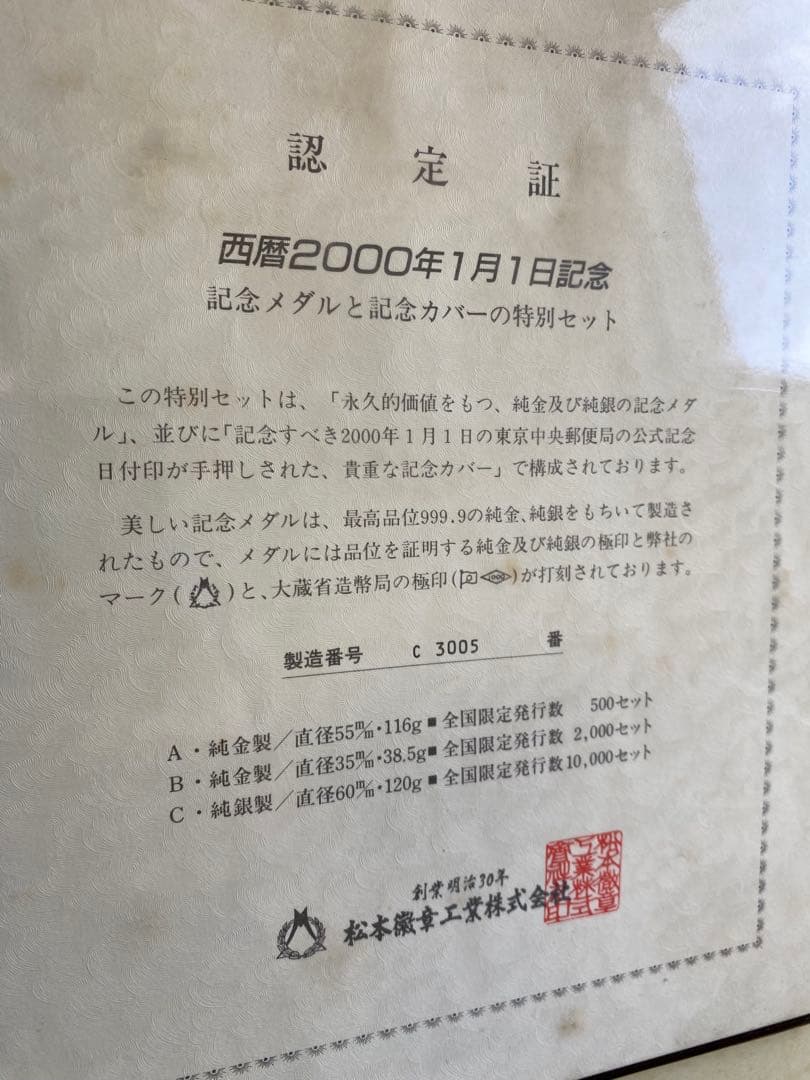 認定証
西暦2000年1月1日記念
記念メダルと記念カバーの特別セット
この特別セットは、「永久的価値をもつ、純金及び純銀の記念メダ
ル」、並びに「記念すべき2000年1月1日の東京中央郵便局の公式記念
日付印が手押しされた、貴重な記念カバー」で構成されております。
美しい記念メダルは、最高品位999.9の純金、純銀をもちいて製造さ
れたもので、メダルには品位を証明する純金及び純銀の極印と弊社の
マーク( )と、大蔵省造幣局の極印( )が打刻されております。
製造番号 C 3005 番
A・純金製／直径55m/m・116g■全国限定発行数 500セット
B・純金製／直径35m/m・38.5g■全国限定発行数 2,000セット
C・純銀製／直径60m/m・120g■全国限定発行数10,000セット
創業明治30年
松本徽章工業株式会社